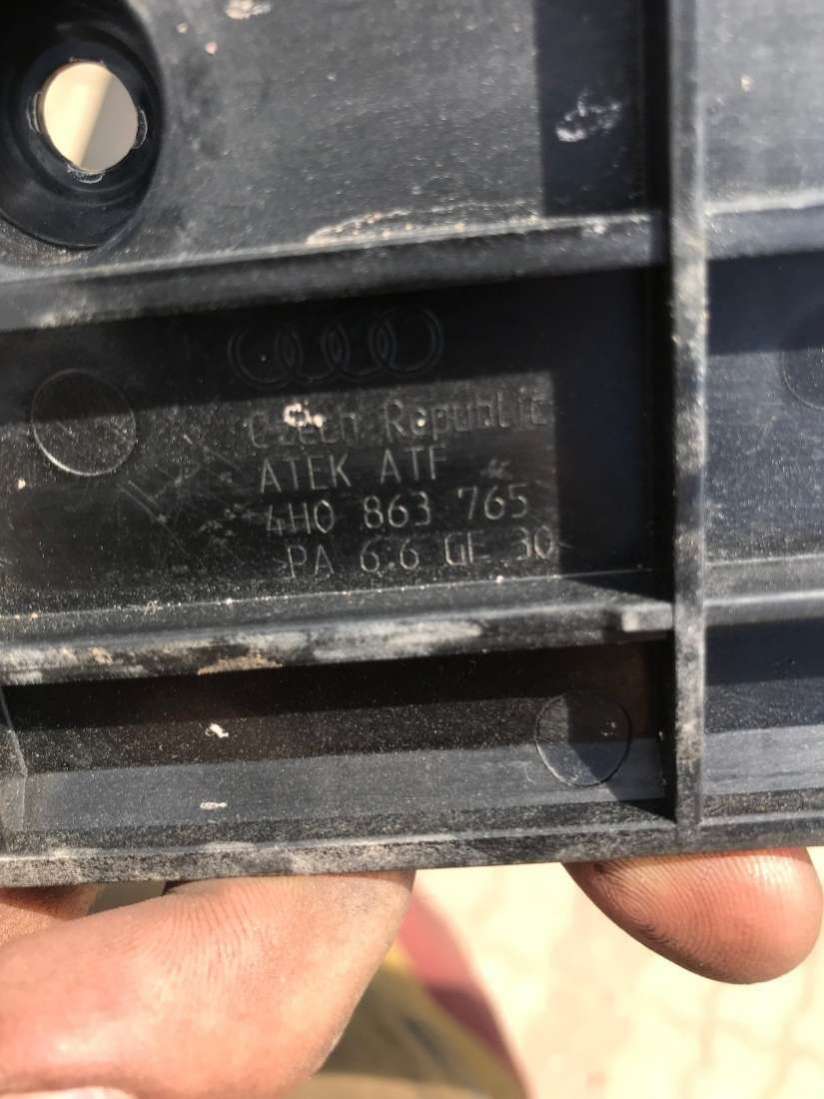 Czech Republic
ATEK ATF
4H0 863 765
>PA 6.6 GF 30<